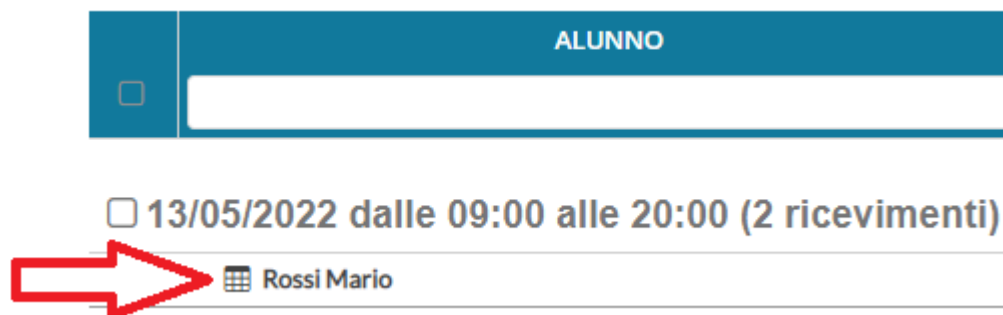 ALUNNO
13/05/2022 dalle 09:00 alle 20:00 (2 ricevimenti)
Rossi Mario